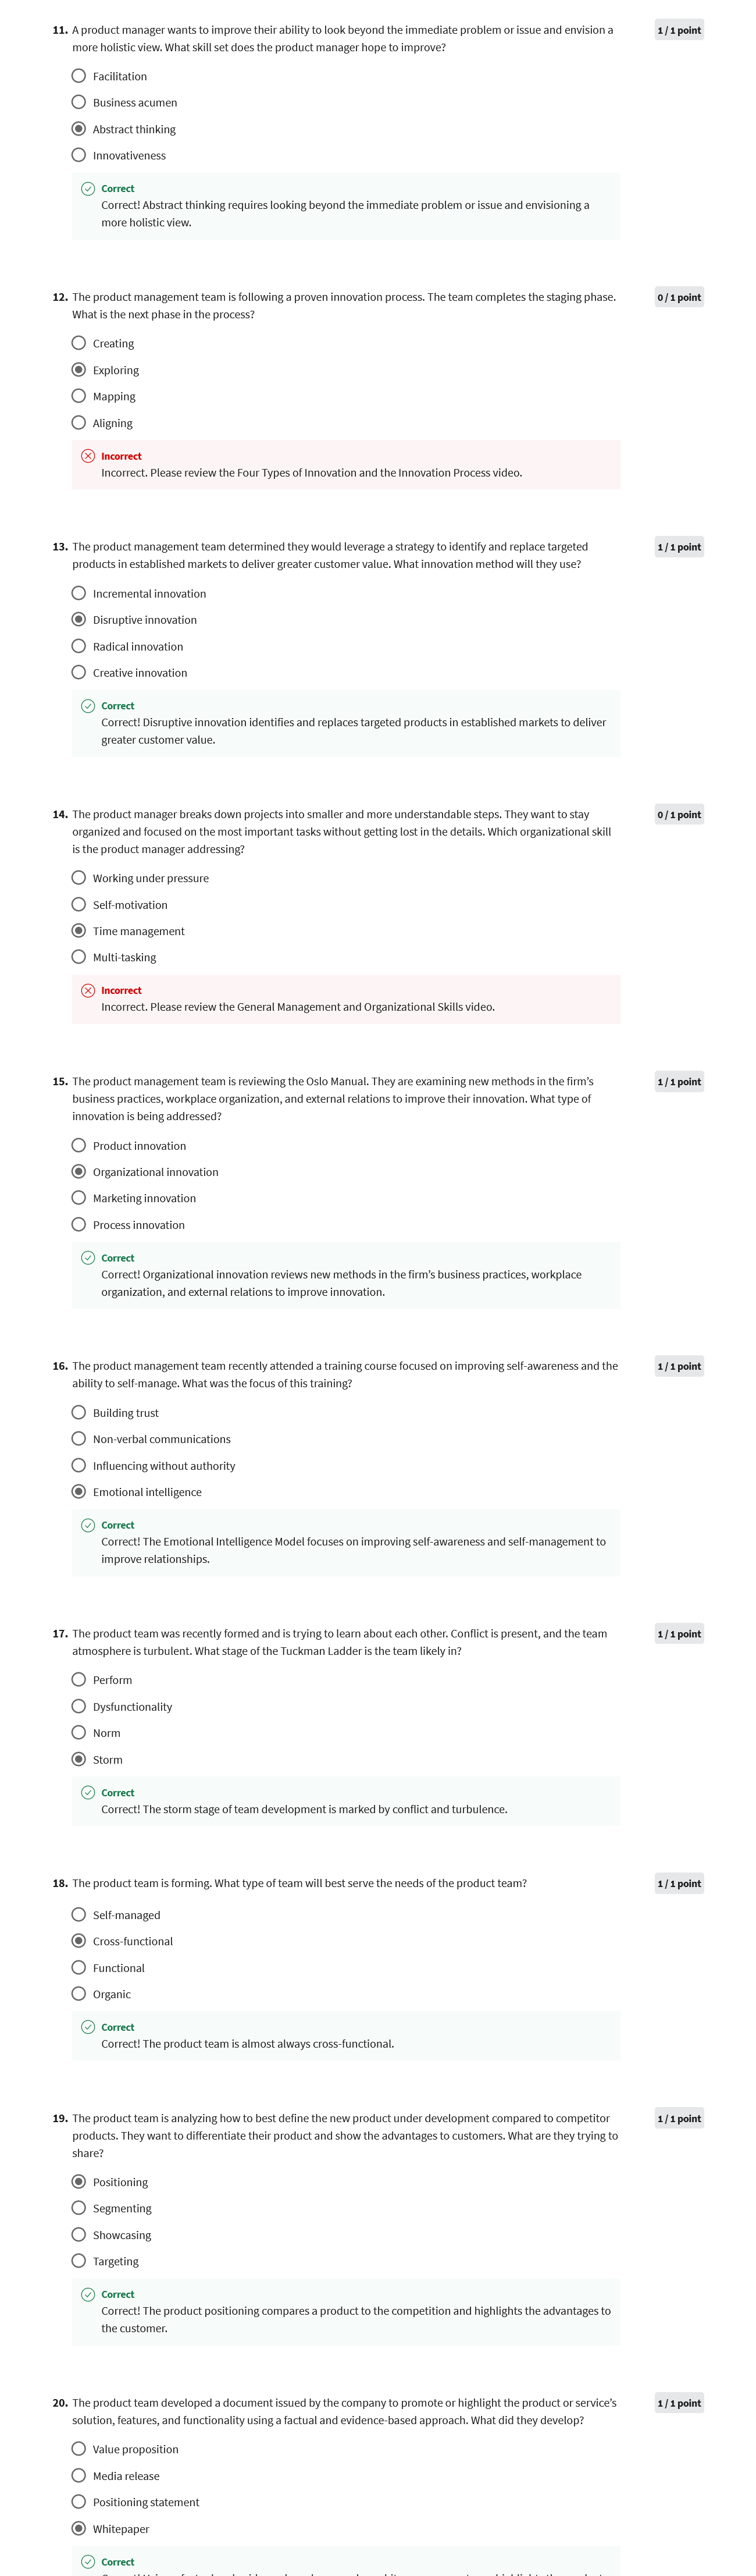 11. A product manager wants to improve their ability to look beyond the immediate problem or issue and envision a
more holistic view. What skill set does the product manager hope to improve?
1 / 1 point
Facilitation
Business acumen
Abstract thinking
Innovativeness
Correct
Correct! Abstract thinking requires looking beyond the immediate problem or issue and envisioning a
more holistic view.
12. The product management team is following a proven innovation process. The team completes the staging phase.
What is the next phase in the process?
0 / 1 point
Creating
Exploring
Mapping
Aligning
Incorrect
Incorrect. Please review the Four Types of Innovation and the Innovation Process video.
13. The product management team determined they would leverage a strategy to identify and replace targeted
products in established markets to deliver greater customer value. What innovation method will they use?
1 / 1 point
Incremental innovation
Disruptive innovation
Radical innovation
Creative innovation
Correct
Correct! Disruptive innovation identifies and replaces targeted products in established markets to deliver
greater customer value.
14. The product manager breaks down projects into smaller and more understandable steps. They want to stay
organized and focused on the most important tasks without getting lost in the details. Which organizational skill
is the product manager addressing?
0 / 1 point
Working under pressure
Self-motivation
Time management
Multi-tasking
Incorrect
Incorrect. Please review the General Management and Organizational Skills video.
15. The product management team is reviewing the Oslo Manual. They are examining new methods in the firm's
business practices, workplace organization, and external relations to improve their innovation. What type of
innovation is being addressed?
1 / 1 point
Product innovation
Organizational innovation
Marketing innovation
Process innovation
Correct
Correct! Organizational innovation reviews new methods in the firm's business practices, workplace
organization, and external relations to improve innovation.
16. The product management team recently attended a training course focused on improving self-awareness and the
ability to self-manage. What was the focus of this training?
1 / 1 point
Building trust
Non-verbal communications
Influencing without authority
Emotional intelligence
Correct
Correct! The Emotional Intelligence Model focuses on improving self-awareness and self-management to
improve relationships.
17. The product team was recently formed and is trying to learn about each other. Conflict is present, and the team
atmosphere is turbulent. What stage of the Tuckman Ladder is the team likely in?
1 / 1 point
Perform
Dysfunctionality
Norm
Storm
Correct
Correct! The storm stage of team development is marked by conflict and turbulence.
18. The product team is forming. What type of team will best serve the needs of the product team?
1 / 1 point
Self-managed
Cross-functional
Functional
Organic
Correct
Correct! The product team is almost always cross-functional.
19. The product team is analyzing how to best define the new product under development compared to competitor
products. They want to differentiate their product and show the advantages to customers. What are they trying to
share?
1 / 1 point
Positioning
Segmenting
Showcasing
Targeting
Correct
Correct! The product positioning compares a product to the competition and highlights the advantages to
the customer.
20. The product team developed a document issued by the company to promote or highlight the product or service's
solution, features, and functionality using a factual and evidence-based approach. What did they develop?
1 / 1 point
Value proposition
Media release
Positioning statement
Whitepaper
Correct